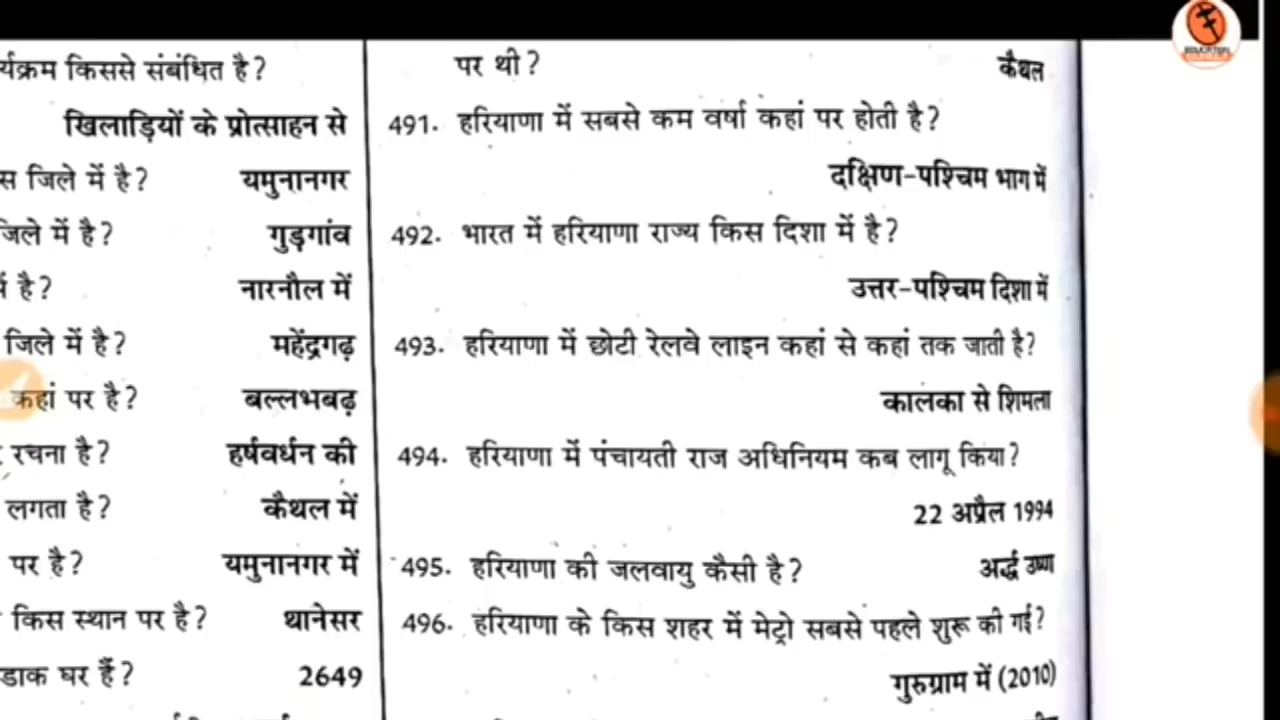 र्यक्रम किससे संबंधित है?
खिलाड़ियों के प्रोत्साहन से
स जिले में है? यमुनानगर
जिले में है? गुड़गांव
में है? नारनौल में
जिले में है? महेंद्रगढ़
कहां पर है? बल्लभबढ़
रचना है? हर्षवर्धन की
लगता है? कैथल में
पर है? यमुनानगर में
किस स्थान पर है? थानेसर
डाक घर हैं? 2649
पर थी? कैथल
491. हरियाणा में सबसे कम वर्षा कहां पर होती है?
दक्षिण-पश्चिम भाग में
492. भारत में हरियाणा राज्य किस दिशा में है?
उत्तर-पश्चिम दिशा में
493. हरियाणा में छोटी रेलवे लाइन कहां से कहां तक जाती है?
कालका से शिमला
494. हरियाणा में पंचायती राज अधिनियम कब लागू किया?
22 अप्रैल 1994
495. हरियाणा की जलवायु कैसी है? अर्द्ध उष्ण
496. हरियाणा के किस शहर में मेट्रो सबसे पहले शुरू की गई?
गुरुग्राम में (2010)
EDUCATION